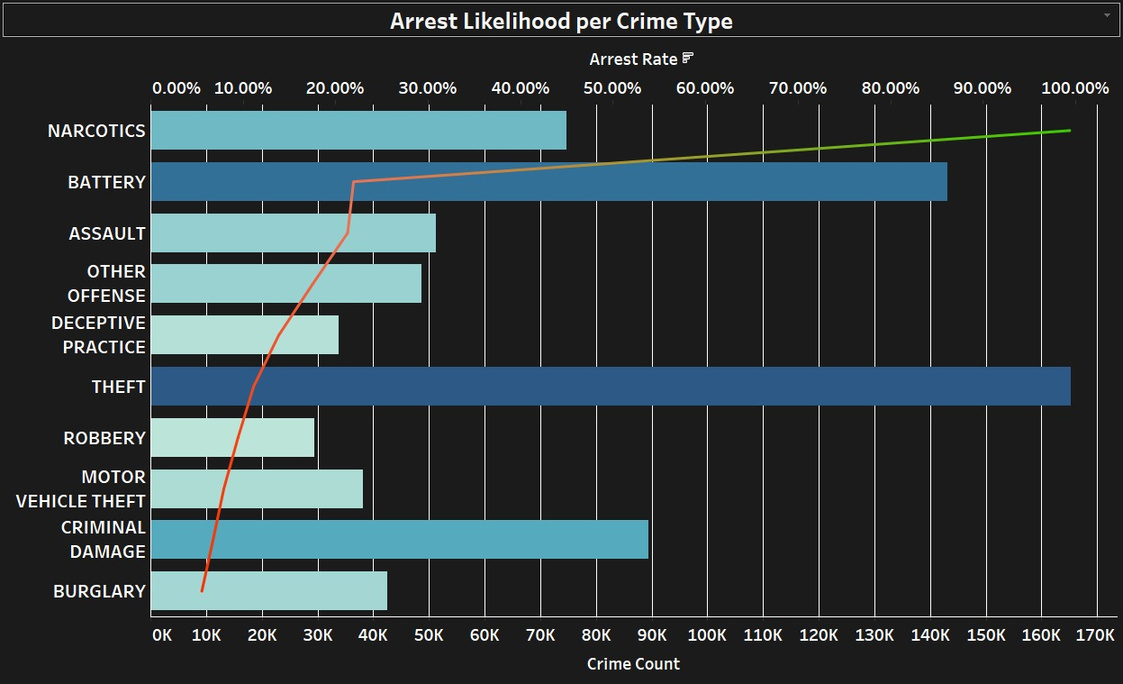 Arrest Likelihood per Crime Type
Arrest Rate
0.00% 10.00% 20.00% 30.00% 40.00% 50.00% 60.00% 70.00% 80.00% 90.00% 100.00%
NARCOTICS
BATTERY
ASSAULT
OTHER
OFFENSE
DECEPTIVE
PRACTICE
THEFT
ROBBERY
MOTOR
VEHICLE THEFT
CRIMINAL
DAMAGE
BURGLARY
0K 10K 20K 30K 40K 50K 60K 70K 80K 90K 100K 110K 120K 130K 140K 150K 160K 170K
Crime Count